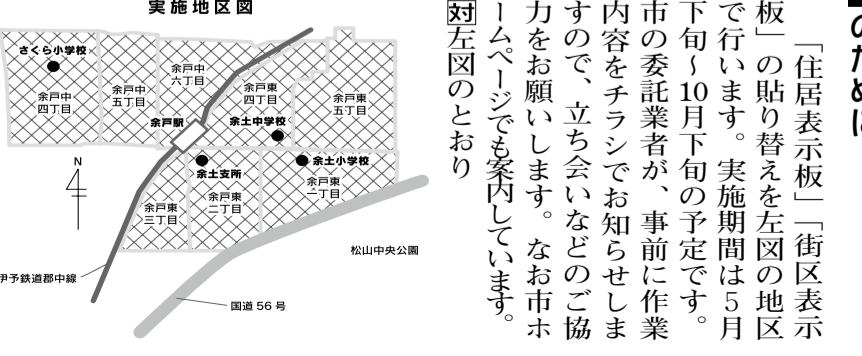 のために
「住居表示板」「街区表示
板」の貼り替えを左図の地区
で行います。実施期間は5月
下旬～10月下旬の予定です。
市の委託業者が、事前に作業
内容をチラシでお知らせしま
すので、立ち会いなどのご協
力をお願いします。なお市ホ
ームページでも案内しています。
対左図のとおり
実施地区図
さくら小学校
余戸中
四丁目
余戸中
五丁目
余戸中
六丁目
余戸東
四丁目
余戸東
五丁目
余戸駅
余土中学校
余土支所
余土小学校
余戸東
三丁目
余戸東
二丁目
余戸東
一丁目
N
松山中央公園
伊予鉄道郡中線
国道56号